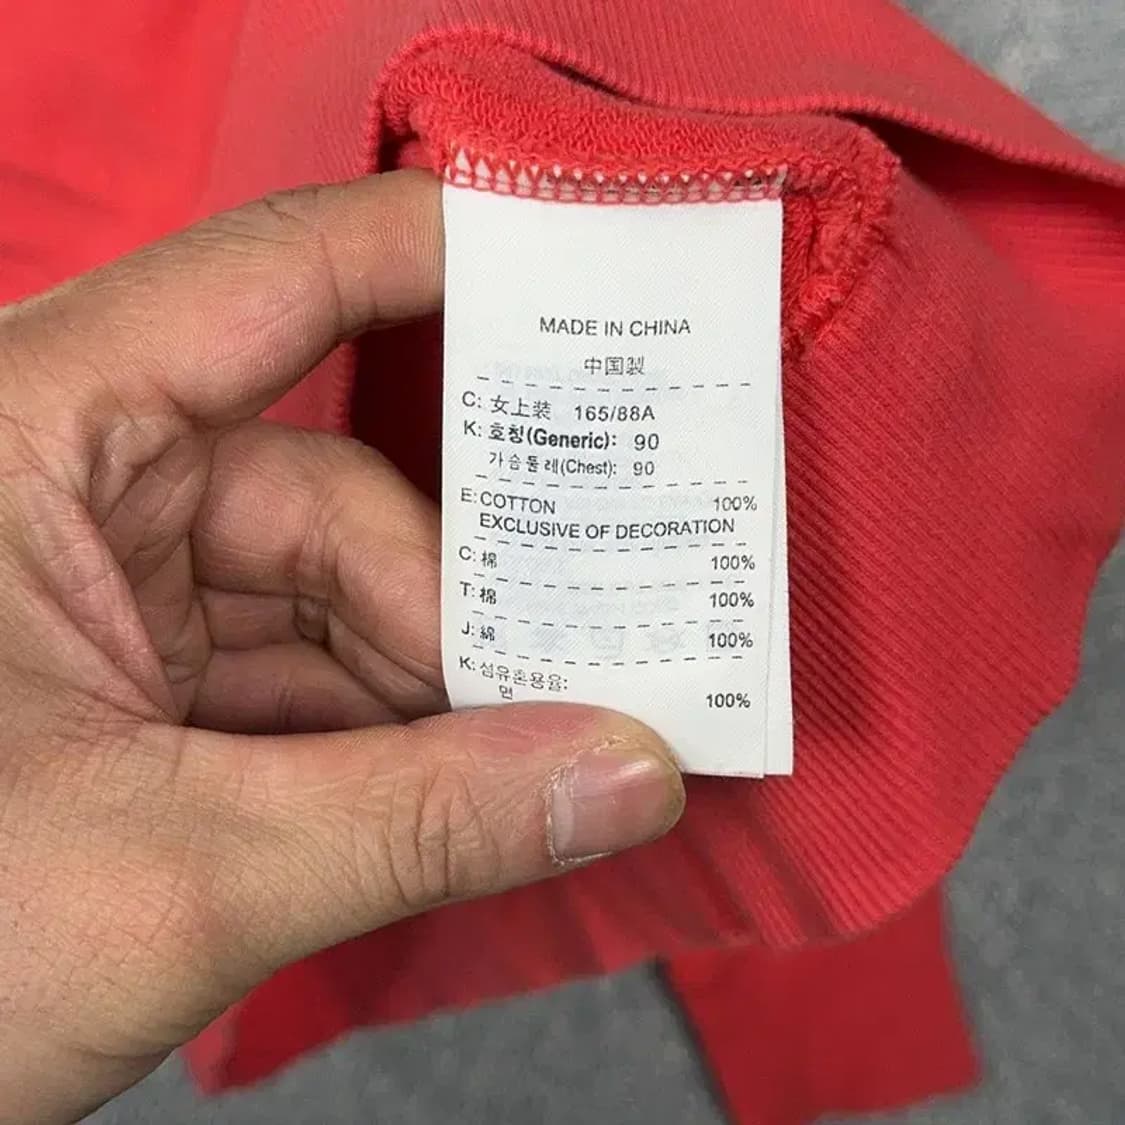 MADE IN CHINA
中国製
C: 女上装 165/88A
K: 호칭(Generic): 90
가슴둘레(Chest): 90
E: COTTON 100%
EXCLUSIVE OF DECORATION
C: 棉 100%
T: 棉 100%
J: 綿 100%
K: 섬유혼용율:
면 100%